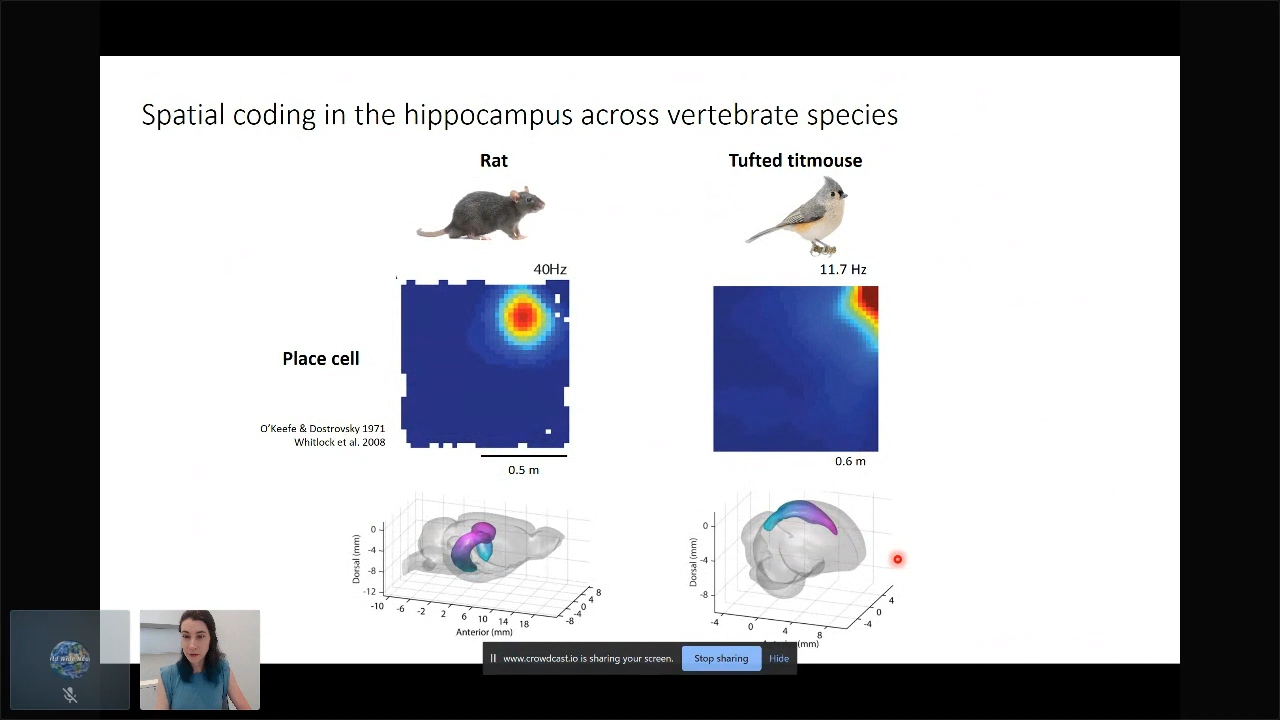 Spatial coding in the hippocampus across vertebrate species
Rat
Tufted titmouse
40Hz
11.7 Hz
Place cell
O'Keefe & Dostrovsky 1971
Whitlock et al. 2008
0.5 m
0.6 m
Dorsal (mm)
0
-4
-8
-12
-10 -6 -2 2 6 10 14 18
-8 -4 0 4 8
Anterior (mm)
Dorsal (mm)
0
-4
-8
-4 0 4 8
-4 0 4
(mm)
www.crowdcast.io is sharing your screen.
Stop sharing
Hide